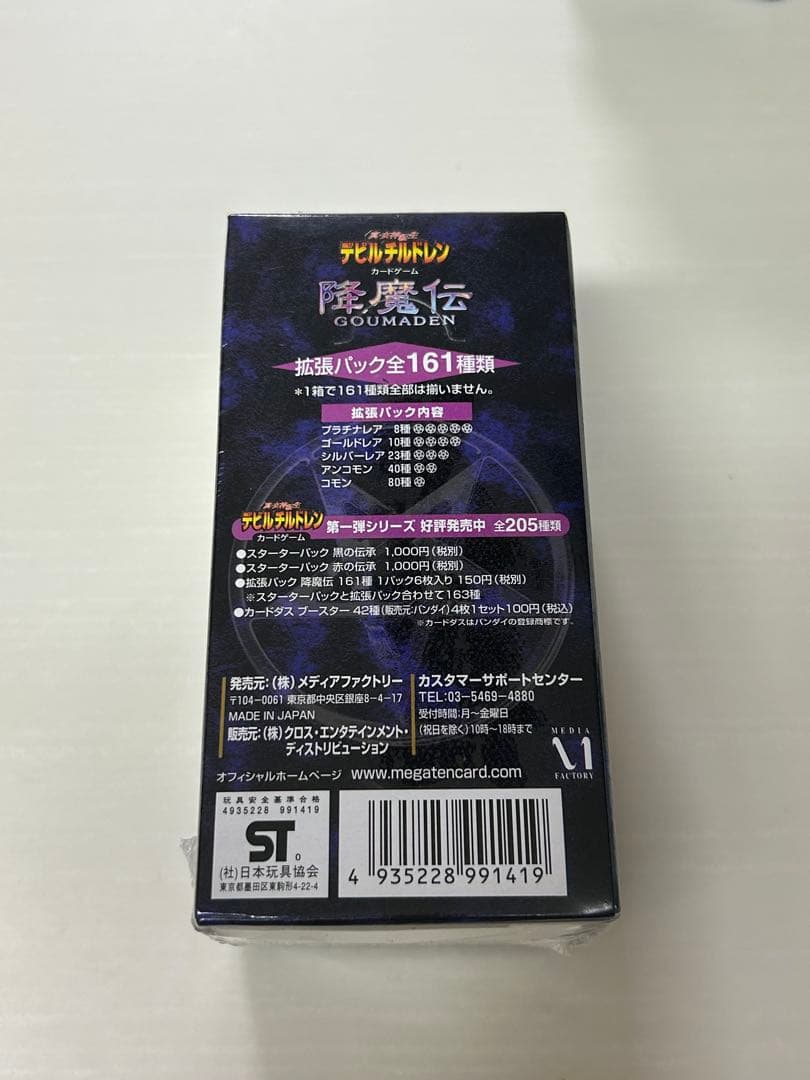 真・女神転生
デビルチルドレン
カードゲーム
降魔伝
GOUMADEN
拡張パック全161種類
*1箱で161種類全部は揃いません。
拡張パック内容
プラチナレア 8種
ゴールドレア 10種
シルバーレア 23種
アンコモン 40種
コモン 80種
真・女神転生
デビルチルドレン
カードゲーム
第一弾シリーズ 好評発売中 全205種類
●スターターパック 黒の伝承 1,000円(税別)
●スターターパック 赤の伝承 1,000円(税別)
●拡張パック 降魔伝 161種 1パック6枚入り 150円(税別)
※スターターパックと拡張パック合わせて163種
●カードダス ブースター 42種(販売元:バンダイ)4枚1セット100円(税込)
※カードダスはバンダイの登録商標です。
発売元:(株)メディアファクトリー
〒104-0061 東京都中央区銀座8-4-17
MADE IN JAPAN
販売元:(株)クロス・エンタテインメント・
ディストリビューション
カスタマーサポートセンター
TEL:03-5469-4880
受付時間:月〜金曜日
(祝日を除く)10時〜18時まで
MEDIA
FACTORY
オフィシャルホームページ www.megatencard.com
玩具安全基準合格
4935228 991419
ST
(社)日本玩具協会
東京都墨田区東駒形4-22-4
4 935228 991419